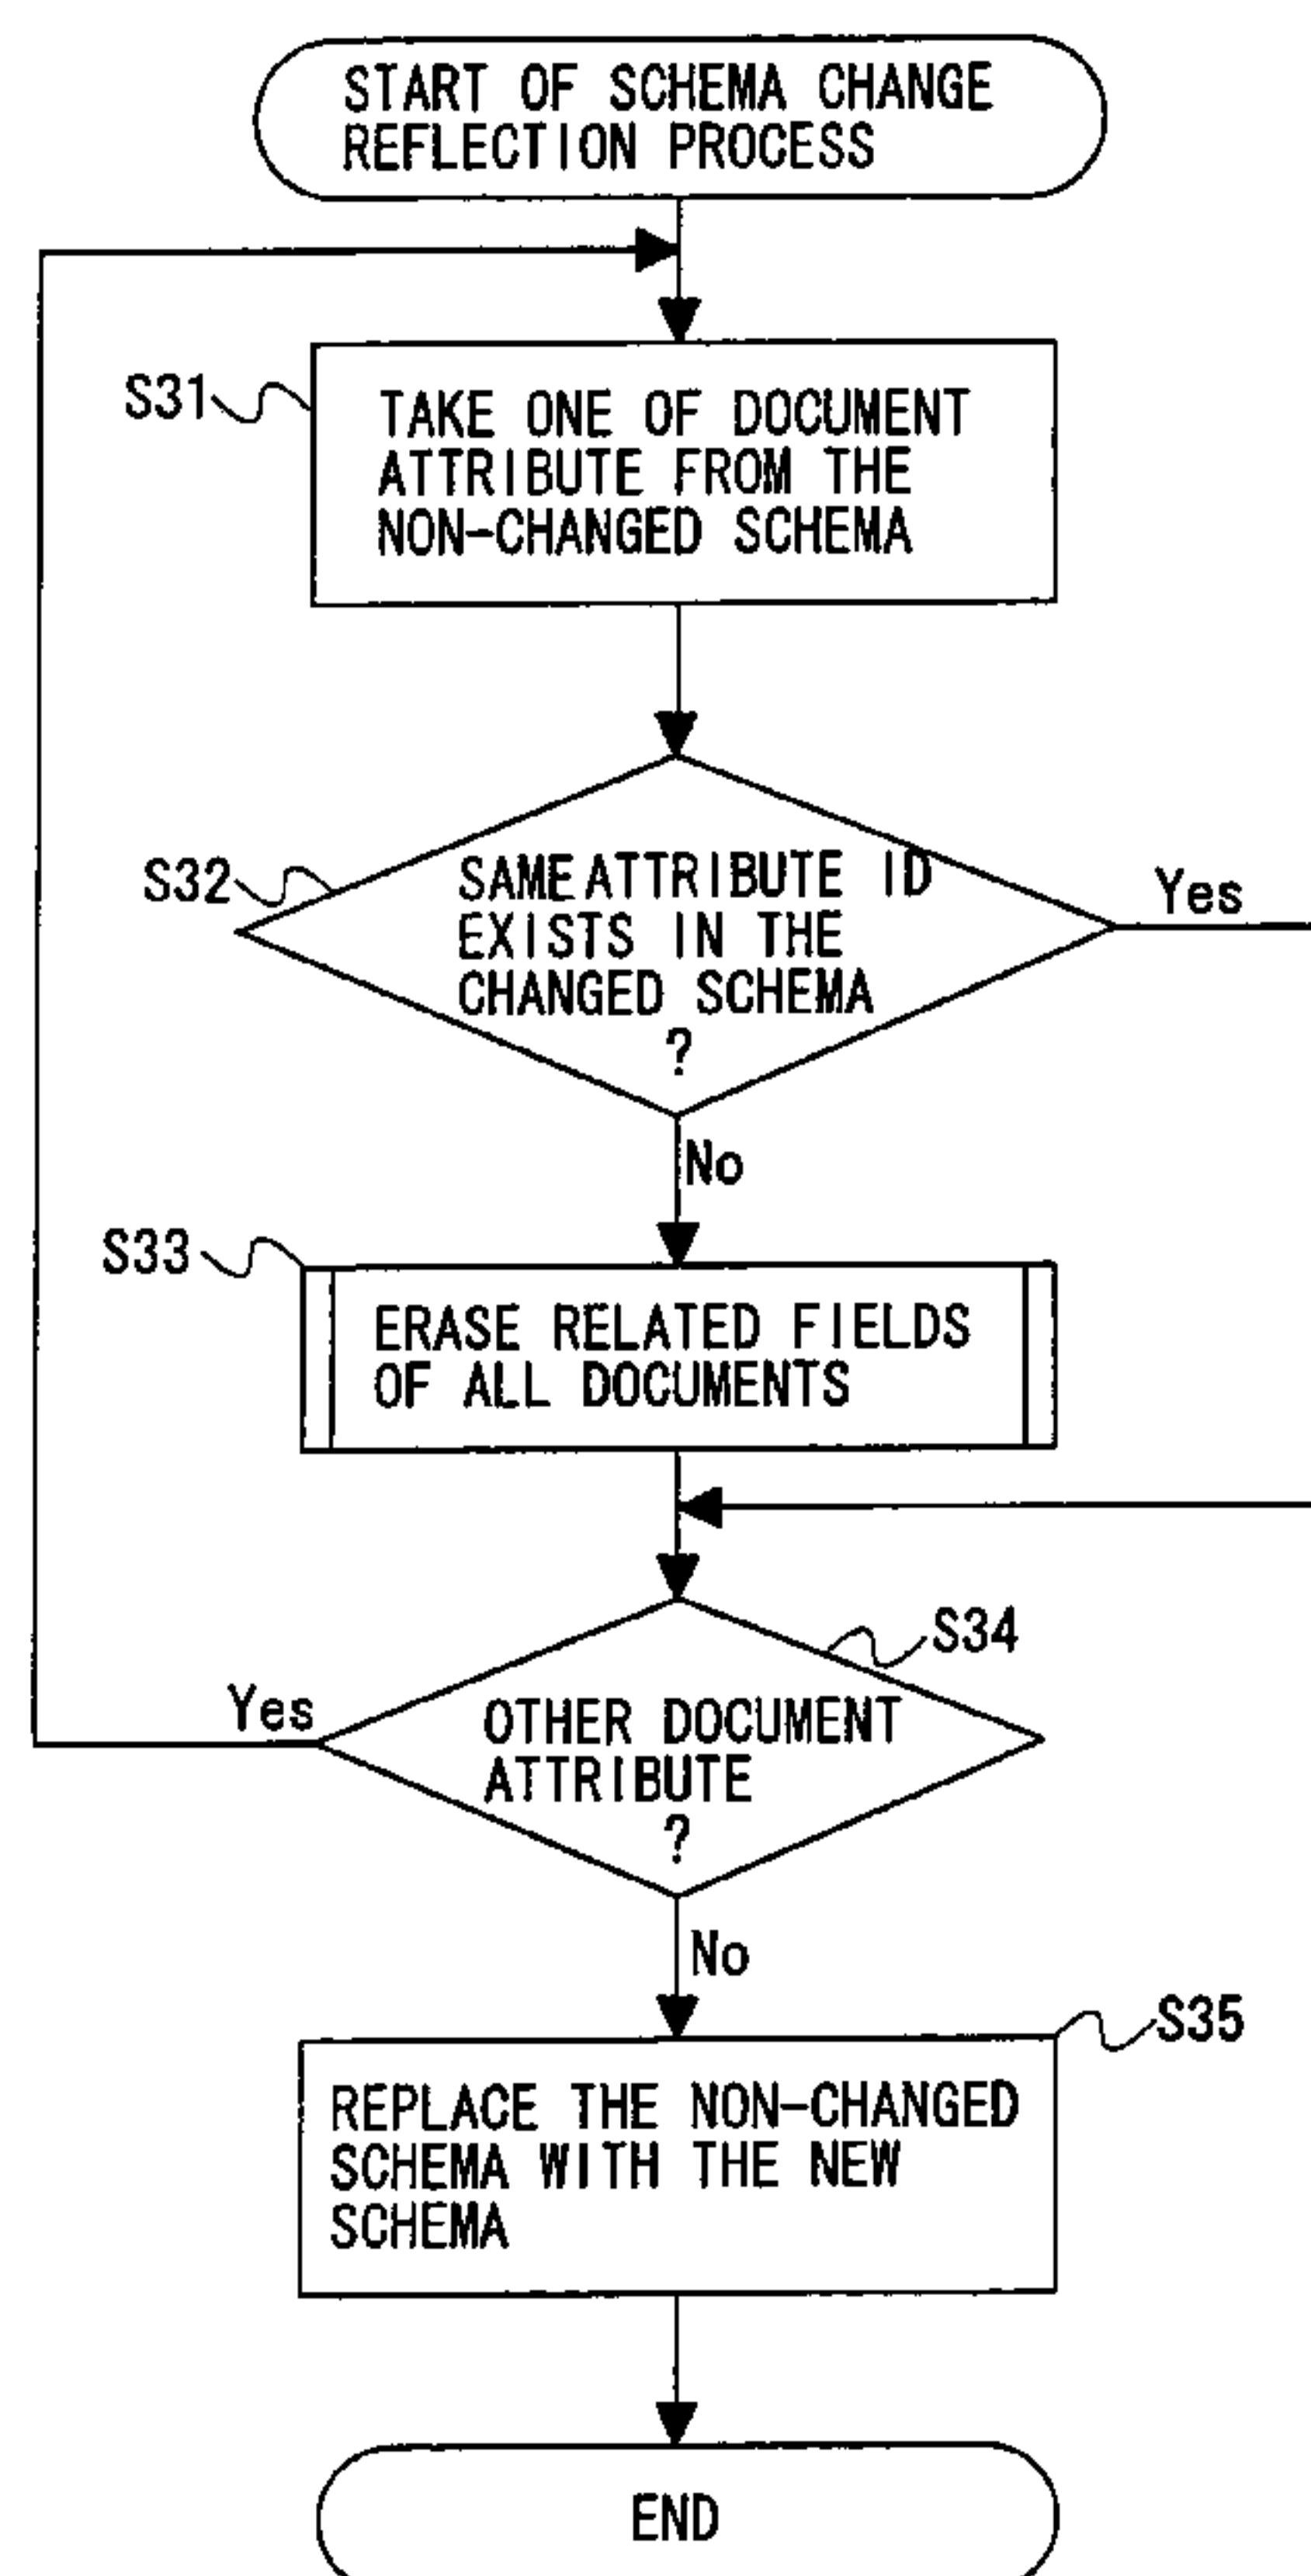 START OF SCHEMA CHANGE
REFLECTION PROCESS
S31
TAKE ONE OF DOCUMENT
ATTRIBUTE FROM THE
NON-CHANGED SCHEMA
S32
SAME ATTRIBUTE ID
EXISTS IN THE
CHANGED SCHEMA
?
Yes
No
S33
ERASE RELATED FIELDS
OF ALL DOCUMENTS
S34
Yes
OTHER DOCUMENT
ATTRIBUTE
?
No
S35
REPLACE THE NON-CHANGED
SCHEMA WITH THE NEW
SCHEMA
END